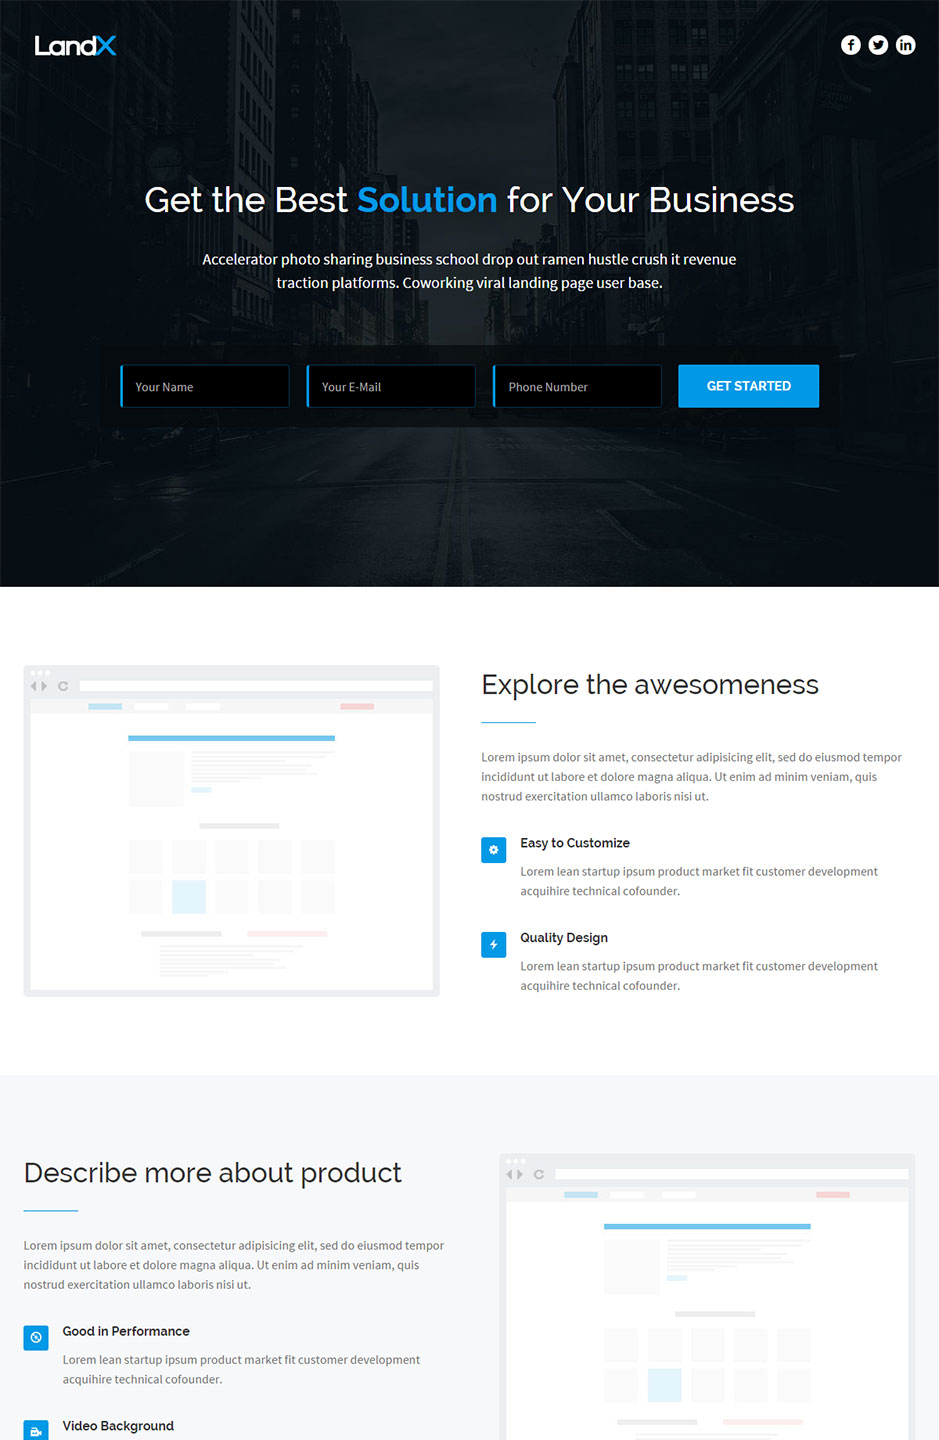 LandX
Get the Best Solution for Your Business
Accelerator photo sharing business school drop out ramen hustle crush it revenue
traction platforms. Coworking viral landing page user base.
Your Name
Your E-Mail
Phone Number
GET STARTED
Explore the awesomeness
Lorem ipsum dolor sit amet, consectetur adipisicing elit, sed do eiusmod tempor
incididunt ut labore et dolore magna aliqua. Ut enim ad minim veniam, quis
nostrud exercitation ullamco laboris nisi ut.
Easy to Customize
Lorem lean startup ipsum product market fit customer development
acquihire technical cofounder.
Quality Design
Lorem lean startup ipsum product market fit customer development
acquihire technical cofounder.
Describe more about product
Lorem ipsum dolor sit amet, consectetur adipisicing elit, sed do eiusmod tempor
incididunt ut labore et dolore magna aliqua. Ut enim ad minim veniam, quis
nostrud exercitation ullamco laboris nisi ut.
Good in Performance
Lorem lean startup ipsum product market fit customer development
acquihire technical cofounder.
Video Background